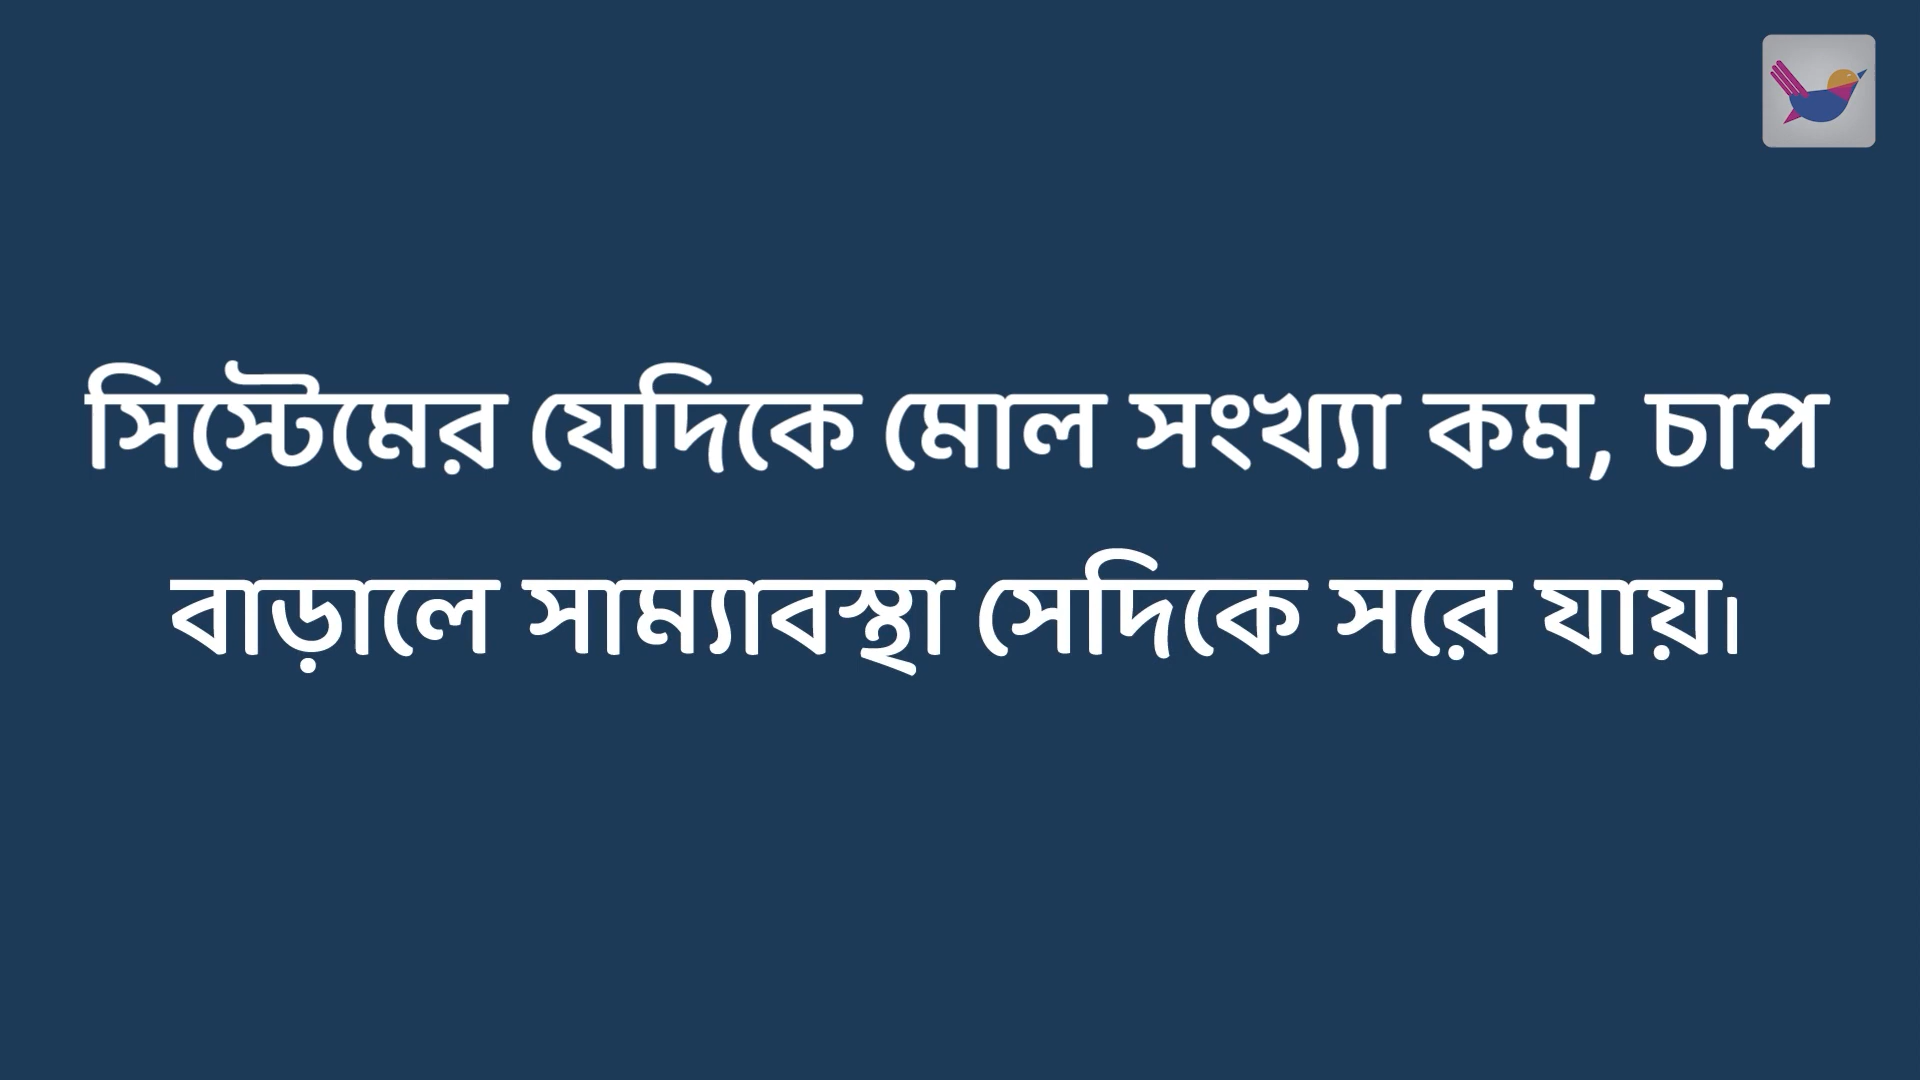 সিস্টেমের যেদিকে মোল সংখ্যা কম, চাপ
বাড়ালে সাম্যাবস্থা সেদিকে সরে যায়।